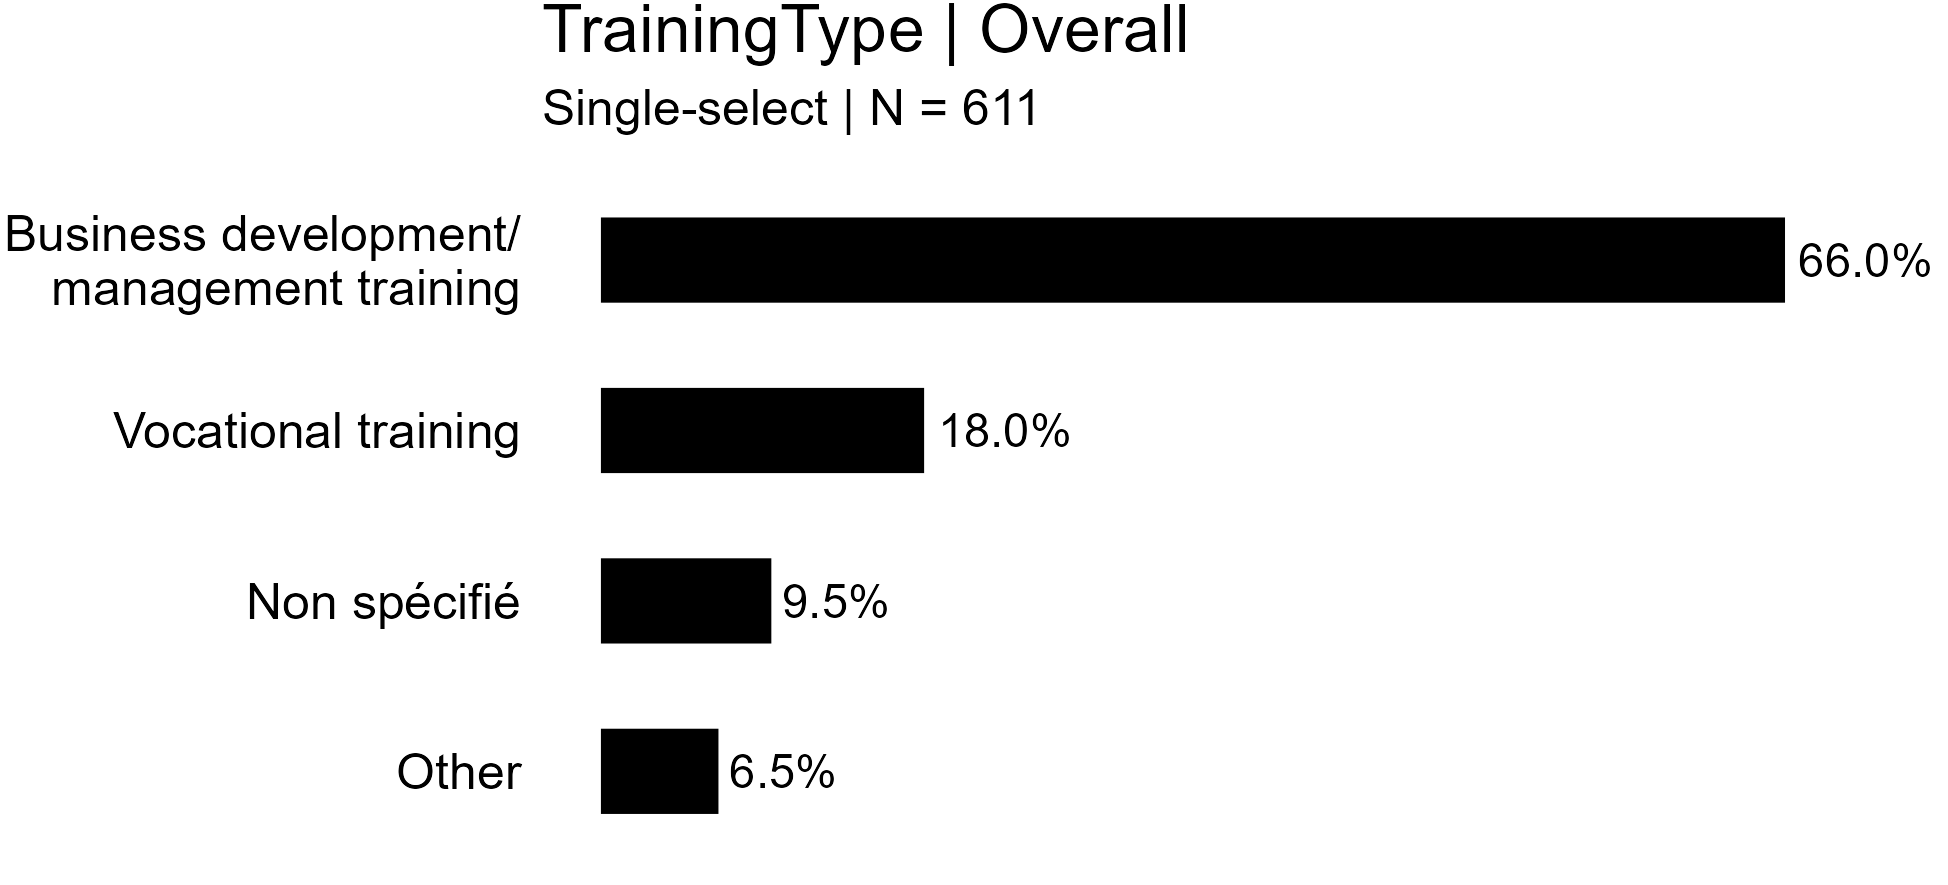 TrainingType | Overall
Single-select | N = 611
Business development/
management training
66.0%
Vocational training
18.0%
Non spécifié
9.5%
Other
6.5%